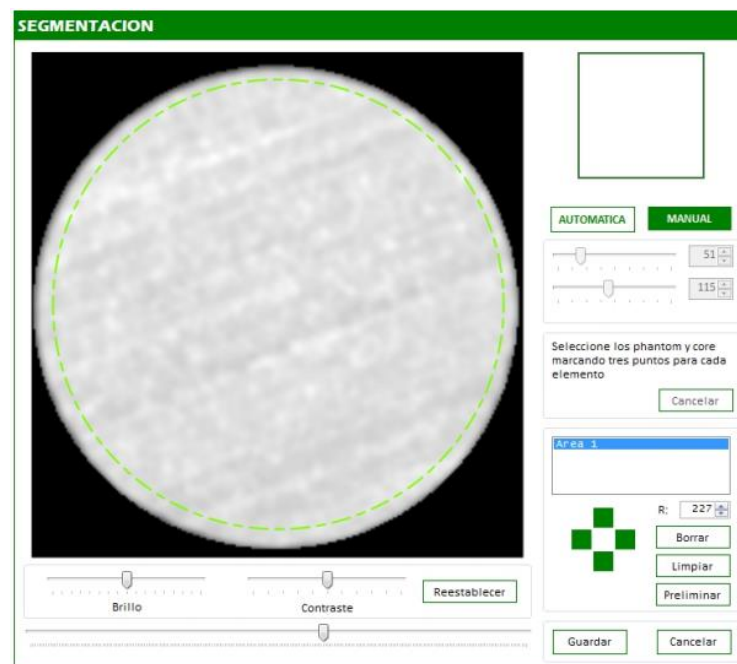 SEGMENTACION
AUTOMATICA
MANUAL
51
115
Seleccione los phantom y core
marcando tres puntos para cada
elemento
Cancelar
Area 1
R: 227
Borrar
Limpiar
Preliminar
Brillo
Contraste
Reestablecer
Guardar
Cancelar